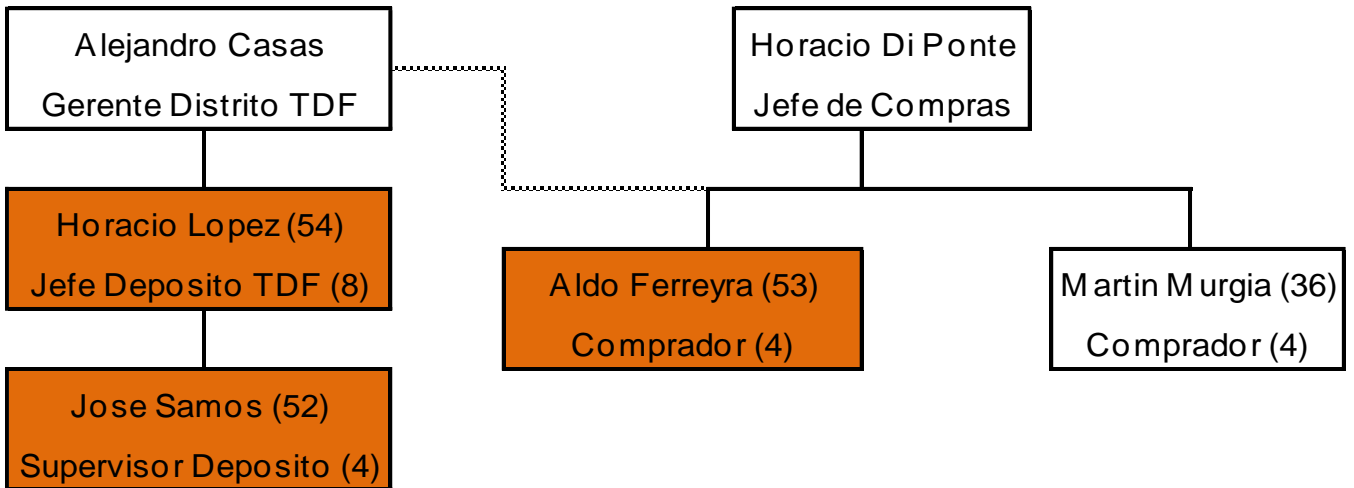 Alejandro Casas
Gerente Distrito TDF
Horacio Di Ponte
Jefe de Compras
Horacio Lopez (54)
Jefe Deposito TDF (8)
Aldo Ferreyra (53)
Comprador (4)
Martin Murgia (36)
Comprador (4)
Jose Samos (52)
Supervisor Deposito (4)